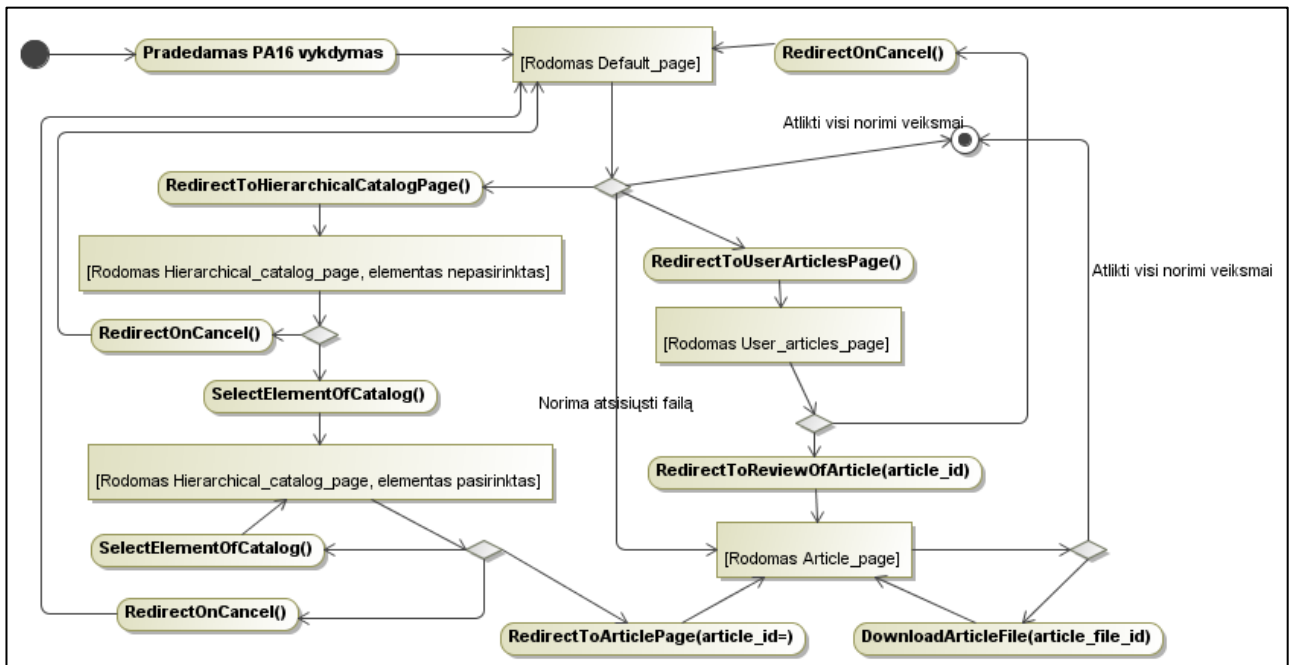 Pradedamas PA16 vykdymas
[Rodomas Default_page]
RedirectOnCancel()
Atlikti visi norimi veiksmai
RedirectToHierarchicalCatalogPage()
[Rodomas Hierarchical_catalog_page, elementas nepasirinktas]
RedirectToUserArticlesPage()
Atlikti visi norimi veiksmai
RedirectOnCancel()
[Rodomas User_articles_page]
SelectElementOfCatalog()
Norima atsisiųsti failą
[Rodomas Hierarchical_catalog_page, elementas pasirinktas]
RedirectToReviewOfArticle(article_id)
SelectElementOfCatalog()
[Rodomas Article_page]
RedirectOnCancel()
RedirectToArticlePage(article_id=)
DownloadArticleFile(article_file_id)